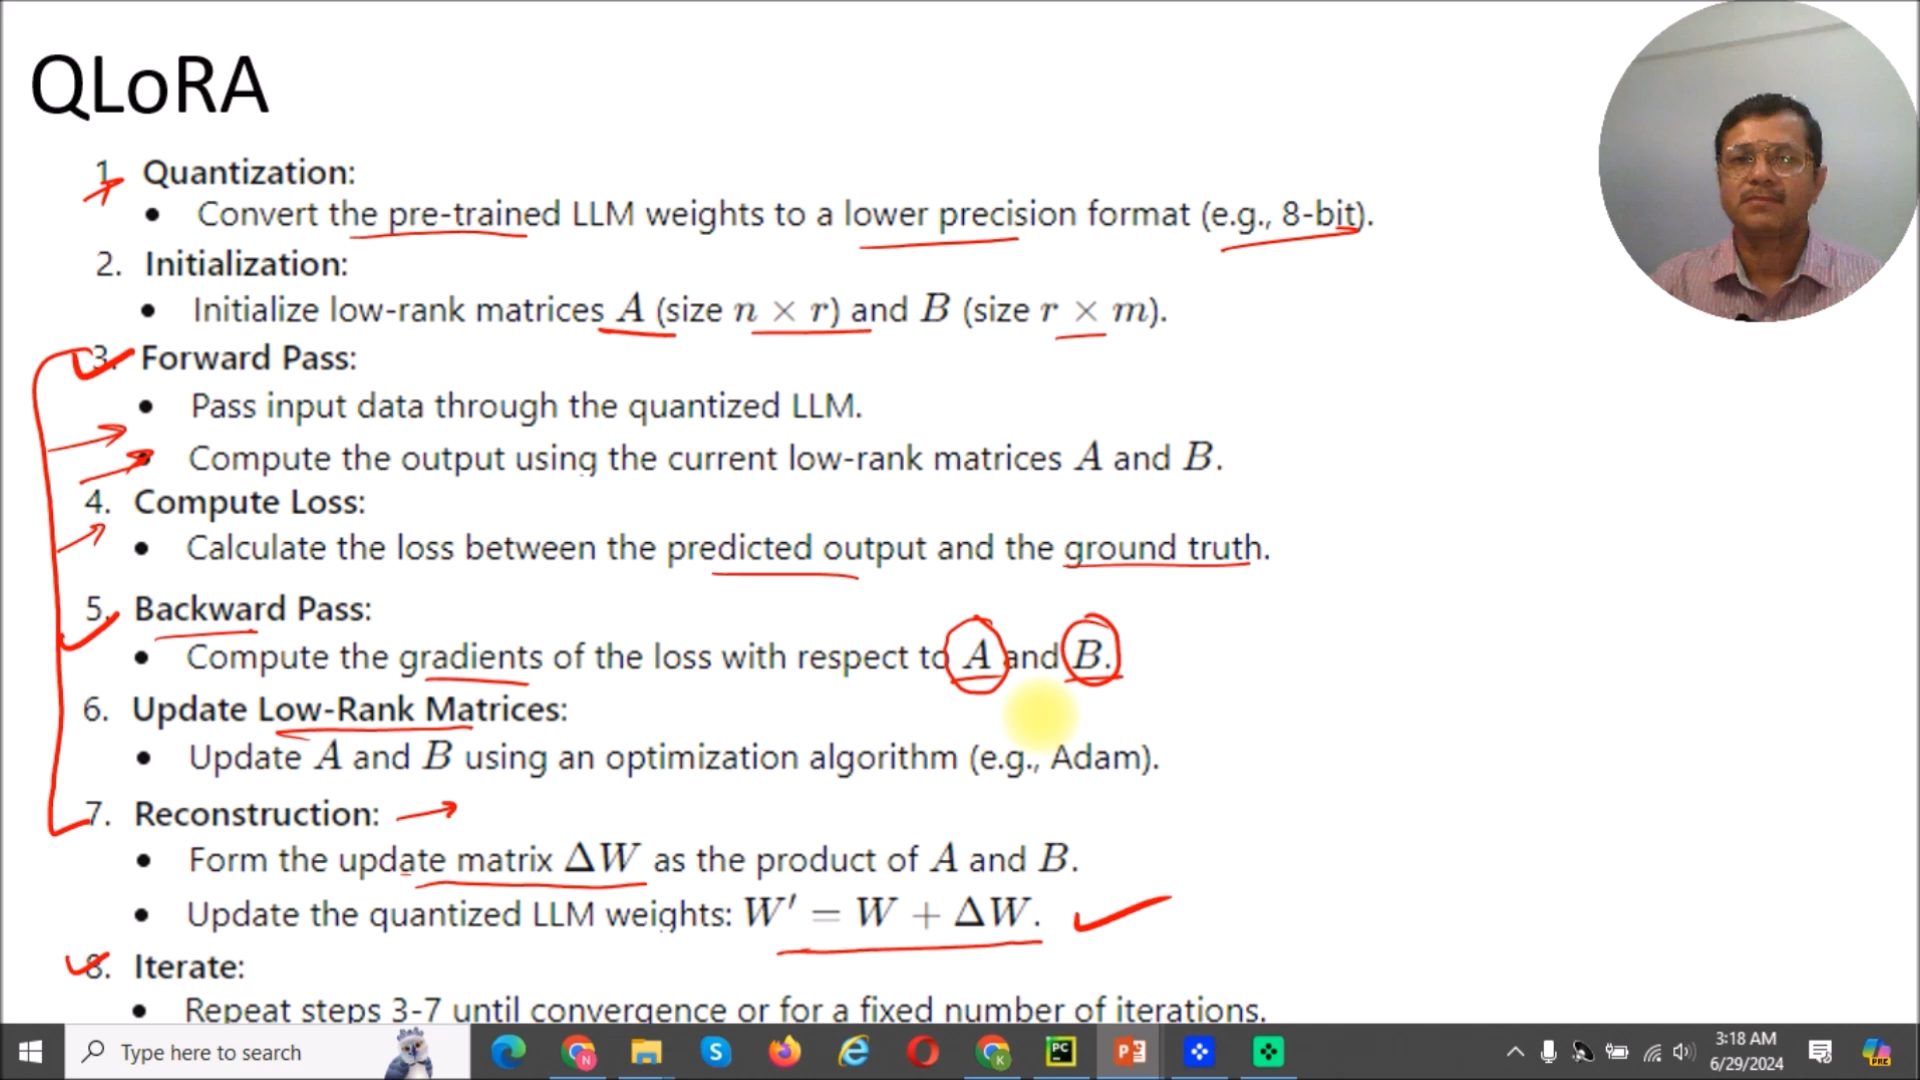 QLoRA
1. Quantization:
• Convert the pre-trained LLM weights to a lower precision format (e.g., 8-bit).
2. Initialization:
• Initialize low-rank matrices A (size n × r) and B (size r × m).
3. Forward Pass:
• Pass input data through the quantized LLM.
• Compute the output using the current low-rank matrices A and B.
4. Compute Loss:
• Calculate the loss between the predicted output and the ground truth.
5. Backward Pass:
• Compute the gradients of the loss with respect to A and B.
6. Update Low-Rank Matrices:
• Update A and B using an optimization algorithm (e.g., Adam).
7. Reconstruction:
• Form the update matrix ΔW as the product of A and B.
• Update the quantized LLM weights: W′ = W + ΔW.
8. Iterate:
• Repeat steps 3-7 until convergence or for a fixed number of iterations.
Type here to search
N
S
K
PC
P
3:18 AM
6/29/2024
PRE